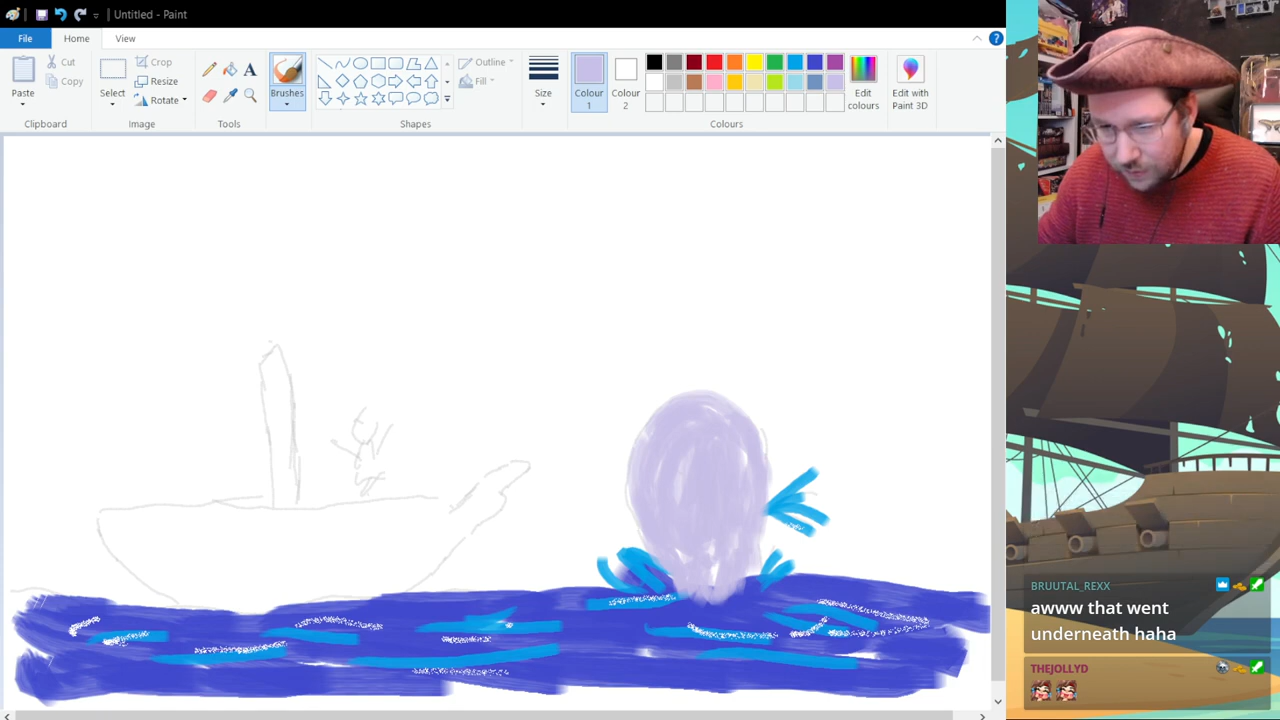 Untitled - Paint
File
Home
View
Paste
Cut
Copy
Clipboard
Select
Crop
Resize
Rotate
Image
A
Tools
Brushes
Outline
Fill
Shapes
Size
Colour
1
Colour
2
Edit
colours
Colours
Edit with
Paint 3D
BRUUTAL_REXX
awww that went
underneath haha
THEJOLLYD